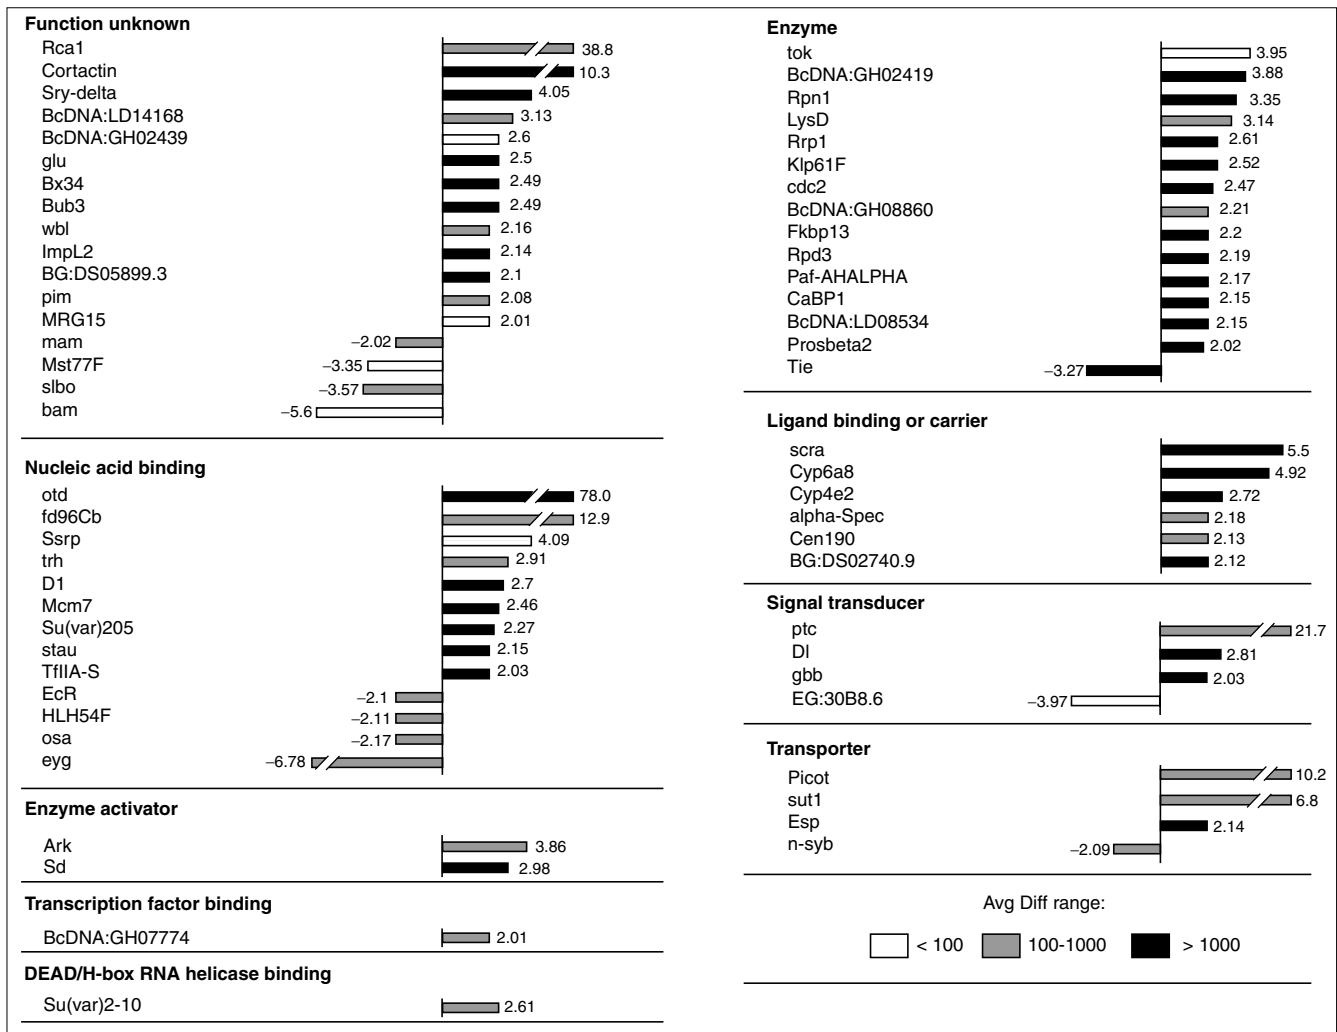 Function unknown
Rca1 38.8
Cortactin 10.3
Sry-delta 4.05
BcDNA:LD14168 3.13
BcDNA:GH02439 2.6
glu 2.5
Bx34 2.49
Bub3 2.49
wbl 2.16
ImpL2 2.14
BG:DS05899.3 2.1
pim 2.08
MRG15 2.01
mam −2.02
Mst77F −3.35
slbo −3.57
bam −5.6
Nucleic acid binding
otd 78.0
fd96Cb 12.9
Ssrp 4.09
trh 2.91
D1 2.7
Mcm7 2.46
Su(var)205 2.27
stau 2.15
TfIIA-S 2.03
EcR −2.1
HLH54F −2.11
osa −2.17
eyg −6.78
Enzyme activator
Ark 3.86
Sd 2.98
Transcription factor binding
BcDNA:GH07774 2.01
DEAD/H-box RNA helicase binding
Su(var)2-10 2.61
Enzyme
tok 3.95
BcDNA:GH02419 3.88
Rpn1 3.35
LysD 3.14
Rrp1 2.61
Klp61F 2.52
cdc2 2.47
BcDNA:GH08860 2.21
Fkbp13 2.2
Rpd3 2.19
Paf-AHALPHA 2.17
CaBP1 2.15
BcDNA:LD08534 2.15
Prosbeta2 2.02
Tie −3.27
Ligand binding or carrier
scra 5.5
Cyp6a8 4.92
Cyp4e2 2.72
alpha-Spec 2.18
Cen190 2.13
BG:DS02740.9 2.12
Signal transducer
ptc 21.7
Dl 2.81
gbb 2.03
EG:30B8.6 −3.97
Transporter
Picot 10.2
sut1 6.8
Esp 2.14
n-syb −2.09
Avg Diff range:
< 100 100-1000 > 1000